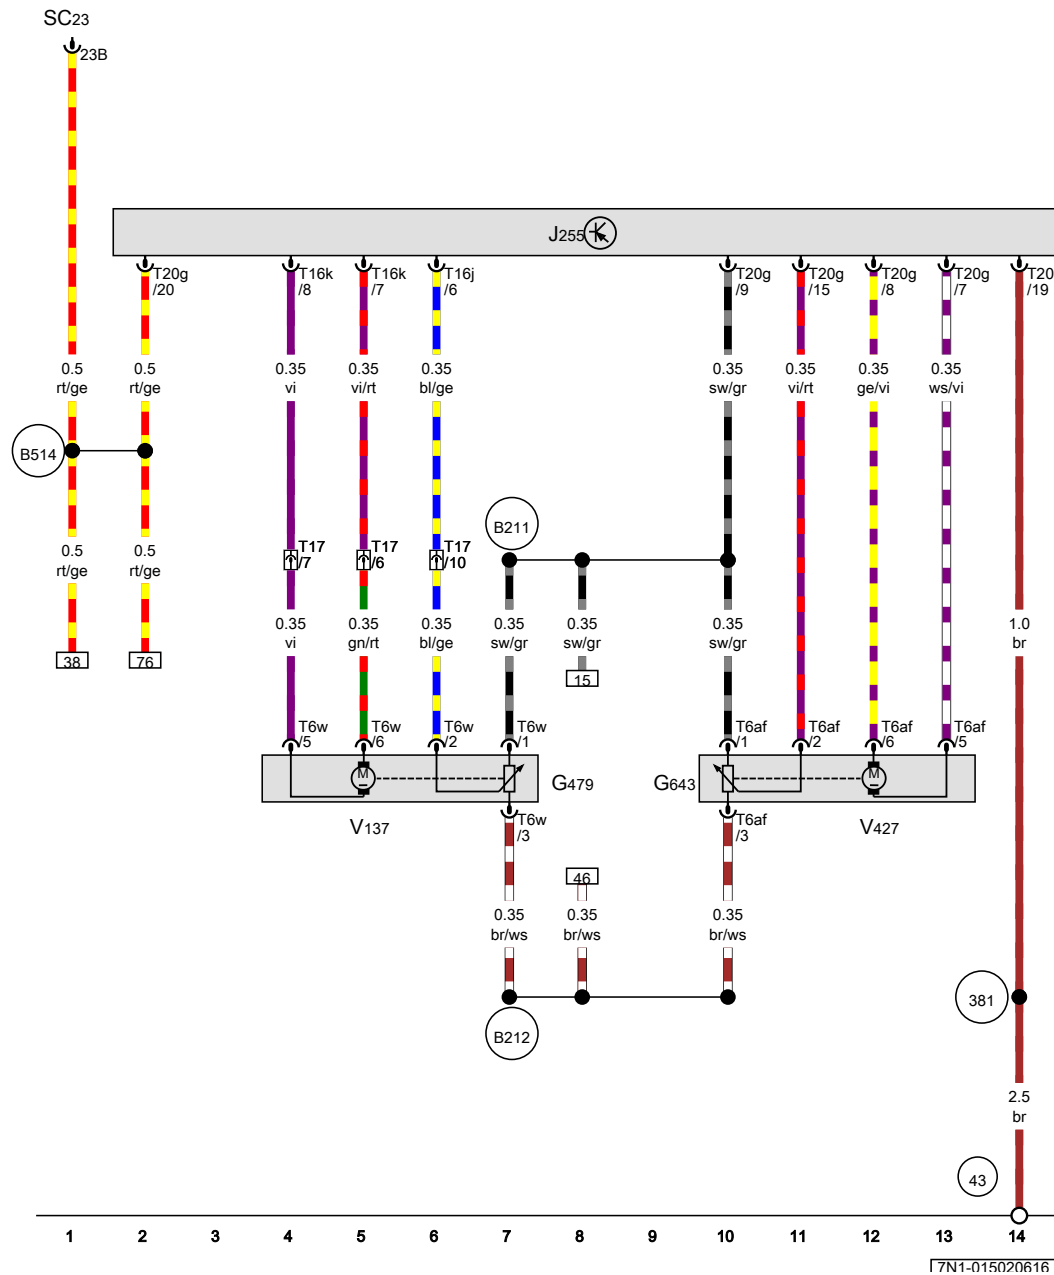 SC23
23B
J255
T20g
/20
T16k
/8
T16k
/7
T16j
/6
T20g
/9
T20g
/15
T20g
/8
T20g
/7
T20
/19
0.5
rt/ge
0.5
rt/ge
0.35
vi
0.35
vi/rt
0.35
bl/ge
0.35
sw/gr
0.35
vi/rt
0.35
ge/vi
0.35
ws/vi
B514
B211
0.5
rt/ge
0.5
rt/ge
T17
/7
T17
/6
T17
/10
0.35
vi
0.35
gn/rt
0.35
bl/ge
0.35
sw/gr
0.35
sw/gr
0.35
sw/gr
1.0
br
38
76
15
T6w
/5
T6w
/6
T6w
/2
T6w
/1
T6af
/1
T6af
/2
T6af
/6
T6af
/5
M
G479
G643
M
V137
T6w
/3
T6af
/3
V427
46
0.35
br/ws
0.35
br/ws
0.35
br/ws
B212
381
2.5
br
43
1 2 3 4 5 6 7 8 9 10 11 12 13 14
7N1-015020616